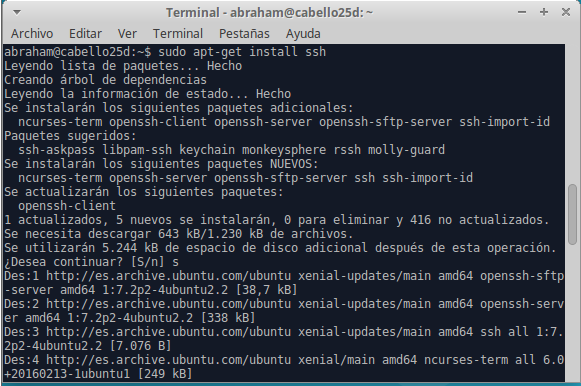 Terminal - abraham@cabello25d: ~
Archivo Editar Ver Terminal Pestañas Ayuda
abraham@cabello25d:~$ sudo apt-get install ssh
Leyendo lista de paquetes... Hecho
Creando árbol de dependencias
Leyendo la información de estado... Hecho
Se instalarán los siguientes paquetes adicionales:
  ncurses-term openssh-client openssh-server openssh-sftp-server ssh-import-id
Paquetes sugeridos:
  ssh-askpass libpam-ssh keychain monkeysphere rssh molly-guard
Se instalarán los siguientes paquetes NUEVOS:
  ncurses-term openssh-server openssh-sftp-server ssh ssh-import-id
Se actualizarán los siguientes paquetes:
  openssh-client
1 actualizados, 5 nuevos se instalarán, 0 para eliminar y 416 no actualizados.
Se necesita descargar 643 kB/1.230 kB de archivos.
Se utilizarán 5.244 kB de espacio de disco adicional después de esta operación.
¿Desea continuar? [S/n] s
Des:1 http://es.archive.ubuntu.com/ubuntu xenial-updates/main amd64 openssh-sftp
-server amd64 1:7.2p2-4ubuntu2.2 [38,7 kB]
Des:2 http://es.archive.ubuntu.com/ubuntu xenial-updates/main amd64 openssh-serv
er amd64 1:7.2p2-4ubuntu2.2 [338 kB]
Des:3 http://es.archive.ubuntu.com/ubuntu xenial-updates/main amd64 ssh all 1:7.
2p2-4ubuntu2.2 [7.076 B]
Des:4 http://es.archive.ubuntu.com/ubuntu xenial/main amd64 ncurses-term all 6.0
+20160213-1ubuntu1 [249 kB]